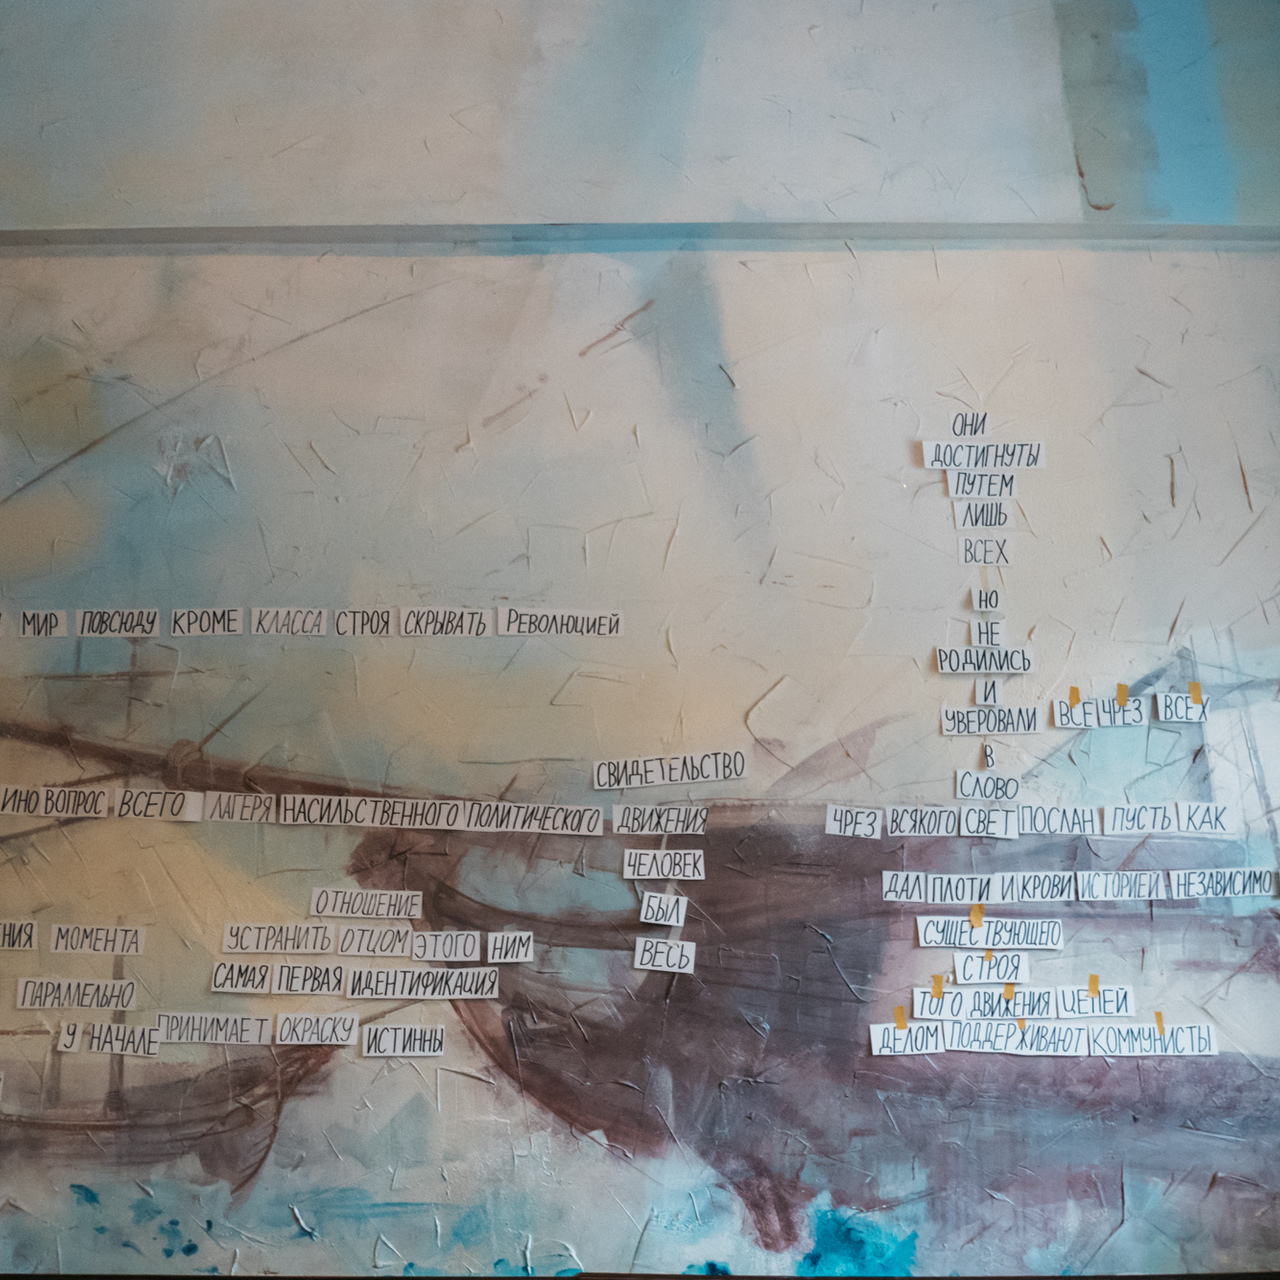 ОНИ
ДОСТИГНУТЫ
ПУТЕМ
ЛИШЬ
ВСЕХ
НО
НЕ
РОДИЛИСЬ
И
УВЕРОВАЛИ ВСЕ ЧРЕЗ ВСЕХ
В
СЛОВО
ЧРЕЗ ВСЯКОГО СВЕТ ПОСЛАН ПУСТЬ КАК
ДАЛ ПЛОТИ И КРОВИ ИСТОРИЕЙ НЕЗАВИСИМО
СУЩЕСТВУЮЩЕГО
СТРОЯ
ТОГО ДВИЖЕНИЯ ЦЕПЕЙ
ДЕЛОМ ПОДДЕРЖИВАЮТ КОММУНИСТЫ
МИР ПОВСЮДУ КРОМЕ КЛАССА СТРОЯ СКРЫВАТЬ РЕВОЛЮЦИЕЙ
СВИДЕТЕЛЬСТВО
ИНО ВОПРОС ВСЕГО ЛАГЕРЯ НАСИЛЬСТВЕННОГО ПОЛИТИЧЕСКОГО ДВИЖЕНИЯ
ЧЕЛОВЕК
БЫЛ
ВЕСЬ
ОТНОШЕНИЕ
УСТРАНИТЬ ОТЦОМ ЭТОГО НИМ
САМАЯ ПЕРВАЯ ИДЕНТИФИКАЦИЯ
НИЯ МОМЕНТА
ПАРАЛЛЕЛЬНО
У НАЧАЛЕ ПРИНИМАЕТ ОКРАСКУ ИСТИННЫ